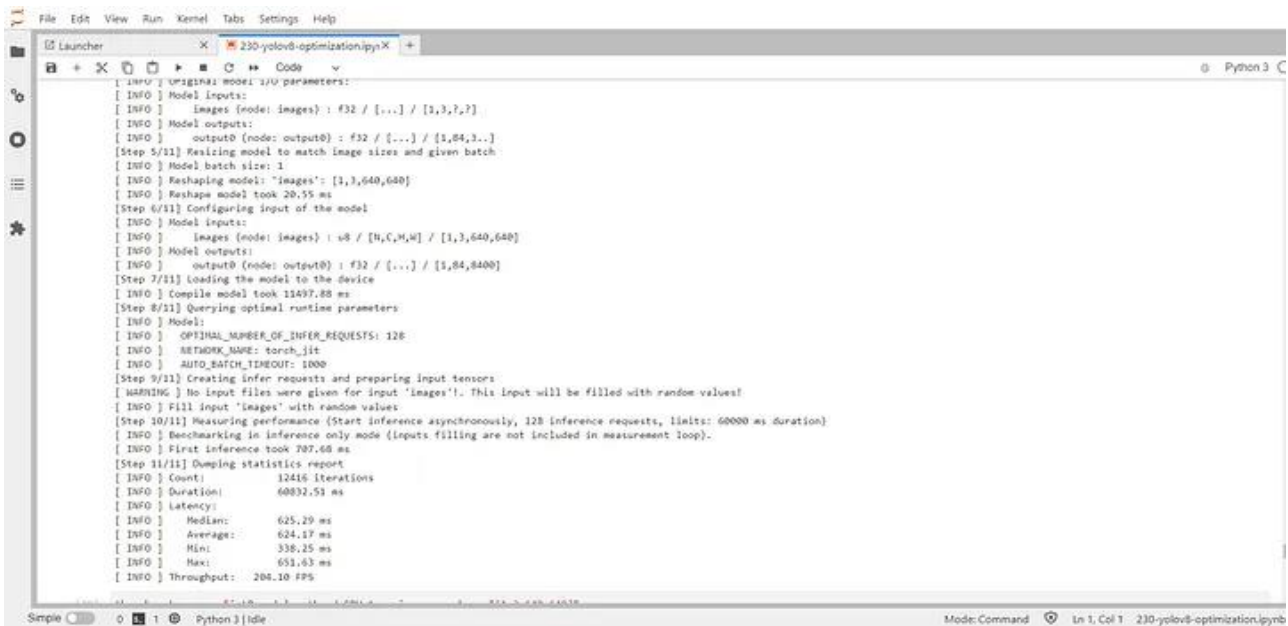 File Edit View Run Kernel Tabs Settings Help
Launcher × 230-yolov8-optimization.ipyn × +
Code Python 3
[ INFO ] Original model I/O parameters:
[ INFO ] Model inputs:
[ INFO ] images (node: images) : f32 / [...] / [1,3,?,?]
[ INFO ] Model outputs:
[ INFO ] output0 (node: output0) : f32 / [...] / [1,84,3..]
[Step 5/11] Resizing model to match image sizes and given batch
[ INFO ] Model batch size: 1
[ INFO ] Reshaping model: 'images': [1,3,640,640]
[ INFO ] Reshape model took 20.55 ms
[Step 6/11] Configuring input of the model
[ INFO ] Model inputs:
[ INFO ] images (node: images) : u8 / [N,C,H,W] / [1,3,640,640]
[ INFO ] Model outputs:
[ INFO ] output0 (node: output0) : f32 / [...] / [1,84,8400]
[Step 7/11] Loading the model to the device
[ INFO ] Compile model took 11497.88 ms
[Step 8/11] Querying optimal runtime parameters
[ INFO ] Model:
[ INFO ] OPTIMAL_NUMBER_OF_INFER_REQUESTS: 128
[ INFO ] NETWORK_NAME: torch_jit
[ INFO ] AUTO_BATCH_TIMEOUT: 1000
[Step 9/11] Creating infer requests and preparing input tensors
[ WARNING ] No input files were given for input 'images'!. This input will be filled with random values!
[ INFO ] Fill input 'images' with random values
[Step 10/11] Measuring performance (Start inference asynchronously, 128 inference requests, limits: 60000 ms duration)
[ INFO ] Benchmarking in inference only mode (inputs filling are not included in measurement loop).
[ INFO ] First inference took 707.68 ms
[Step 11/11] Dumping statistics report
[ INFO ] Count: 12416 iterations
[ INFO ] Duration: 60832.51 ms
[ INFO ] Latency:
[ INFO ] Median: 625.29 ms
[ INFO ] Average: 624.17 ms
[ INFO ] Min: 338.25 ms
[ INFO ] Max: 651.63 ms
[ INFO ] Throughput: 204.10 FPS
Simple 0 1 Python 3 | Idle Mode: Command Ln 1, Col 1 230-yolov8-optimization.ipynb